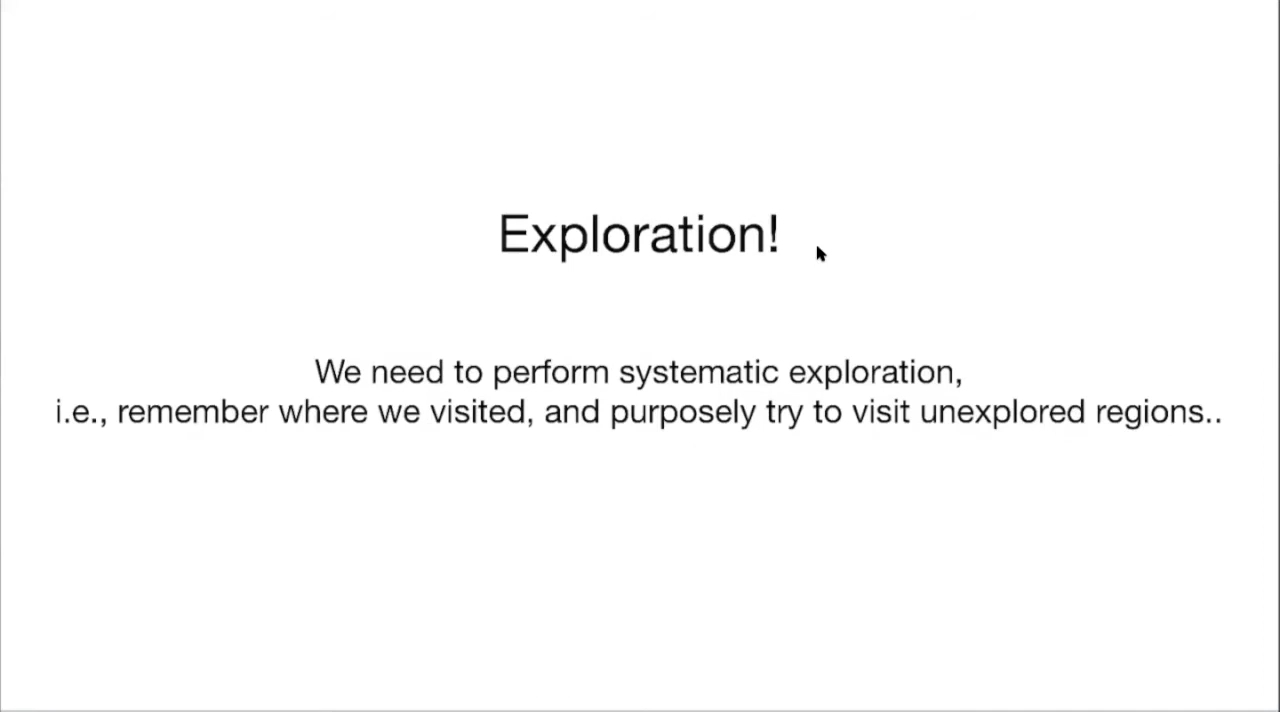 Exploration!
We need to perform systematic exploration,
i.e., remember where we visited, and purposely try to visit unexplored regions..